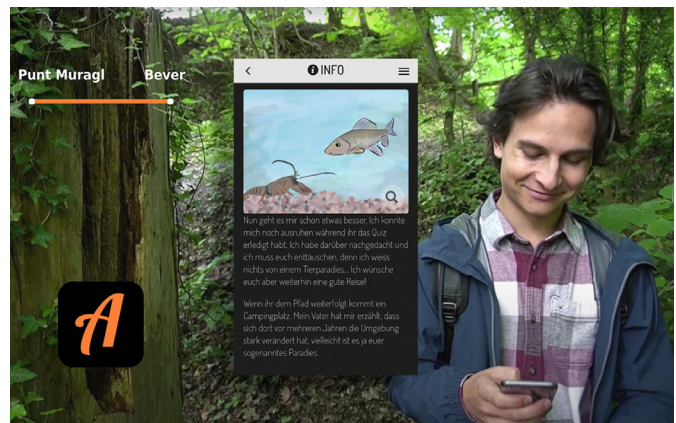 Punt Muragl Bever
INFO
Nun geht es mir schon etwas besser. Ich konnte
mich noch ausruhen während ihr das Quiz
erledigt habt. Ich habe darüber nachgedacht und
ich muss euch enttäuschen, denn ich weiss
nichts von einem Tierparadies... Ich wünsche
euch aber weiterhin eine gute Reise!
Wenn ihr dem Pfad weiterfolgt kommt ein
Campingplatz. Mein Vater hat mir erzählt, dass
sich dort vor mehreren Jahren die Umgebung
stark verändert hat, vielleicht ist es ja euer
sogenanntes Paradies.
A